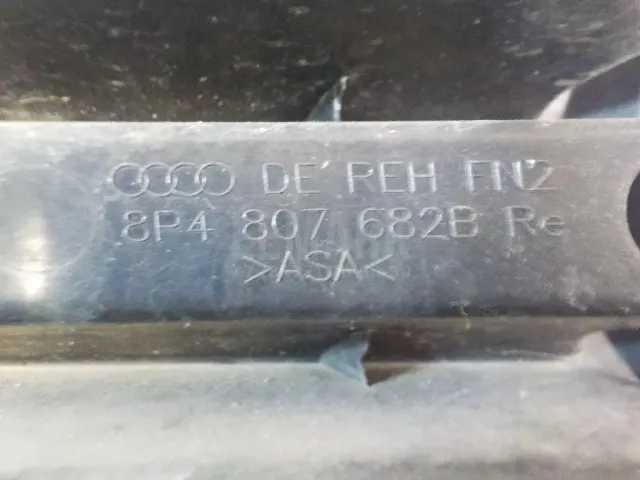 DE REH FN2
8P4 807 682B Re
>ASA<